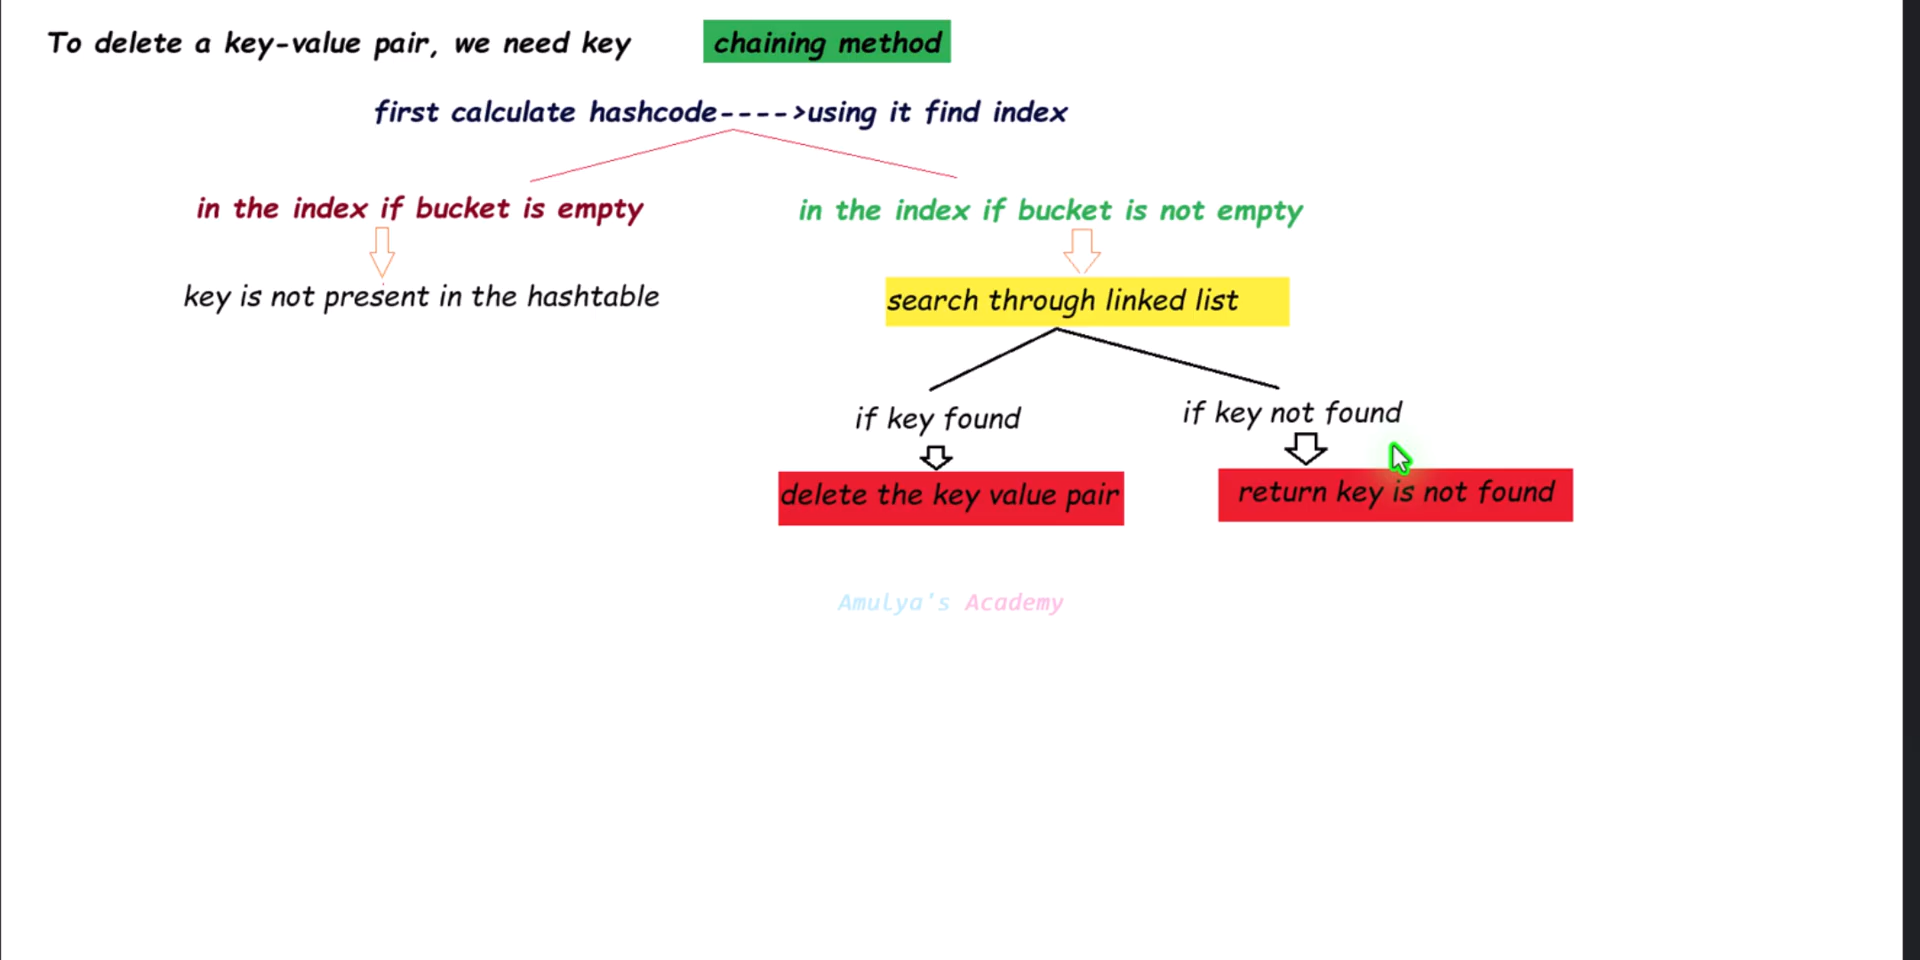 To delete a key-value pair, we need key
chaining method
first calculate hashcode---->using it find index
in the index if bucket is empty
in the index if bucket is not empty
key is not present in the hashtable
search through linked list
if key found
if key not found
delete the key value pair
return key is not found
Amulya's Academy